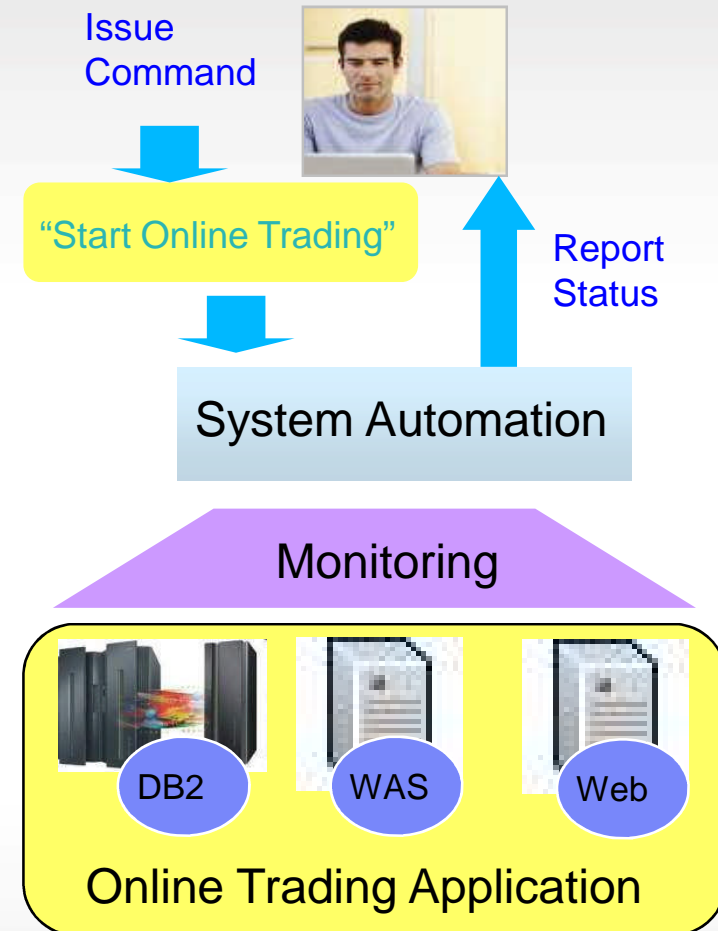 Issue
Command
“Start Online Trading”
Report
Status
System Automation
Monitoring
DB2
WAS
Web
Online Trading Application